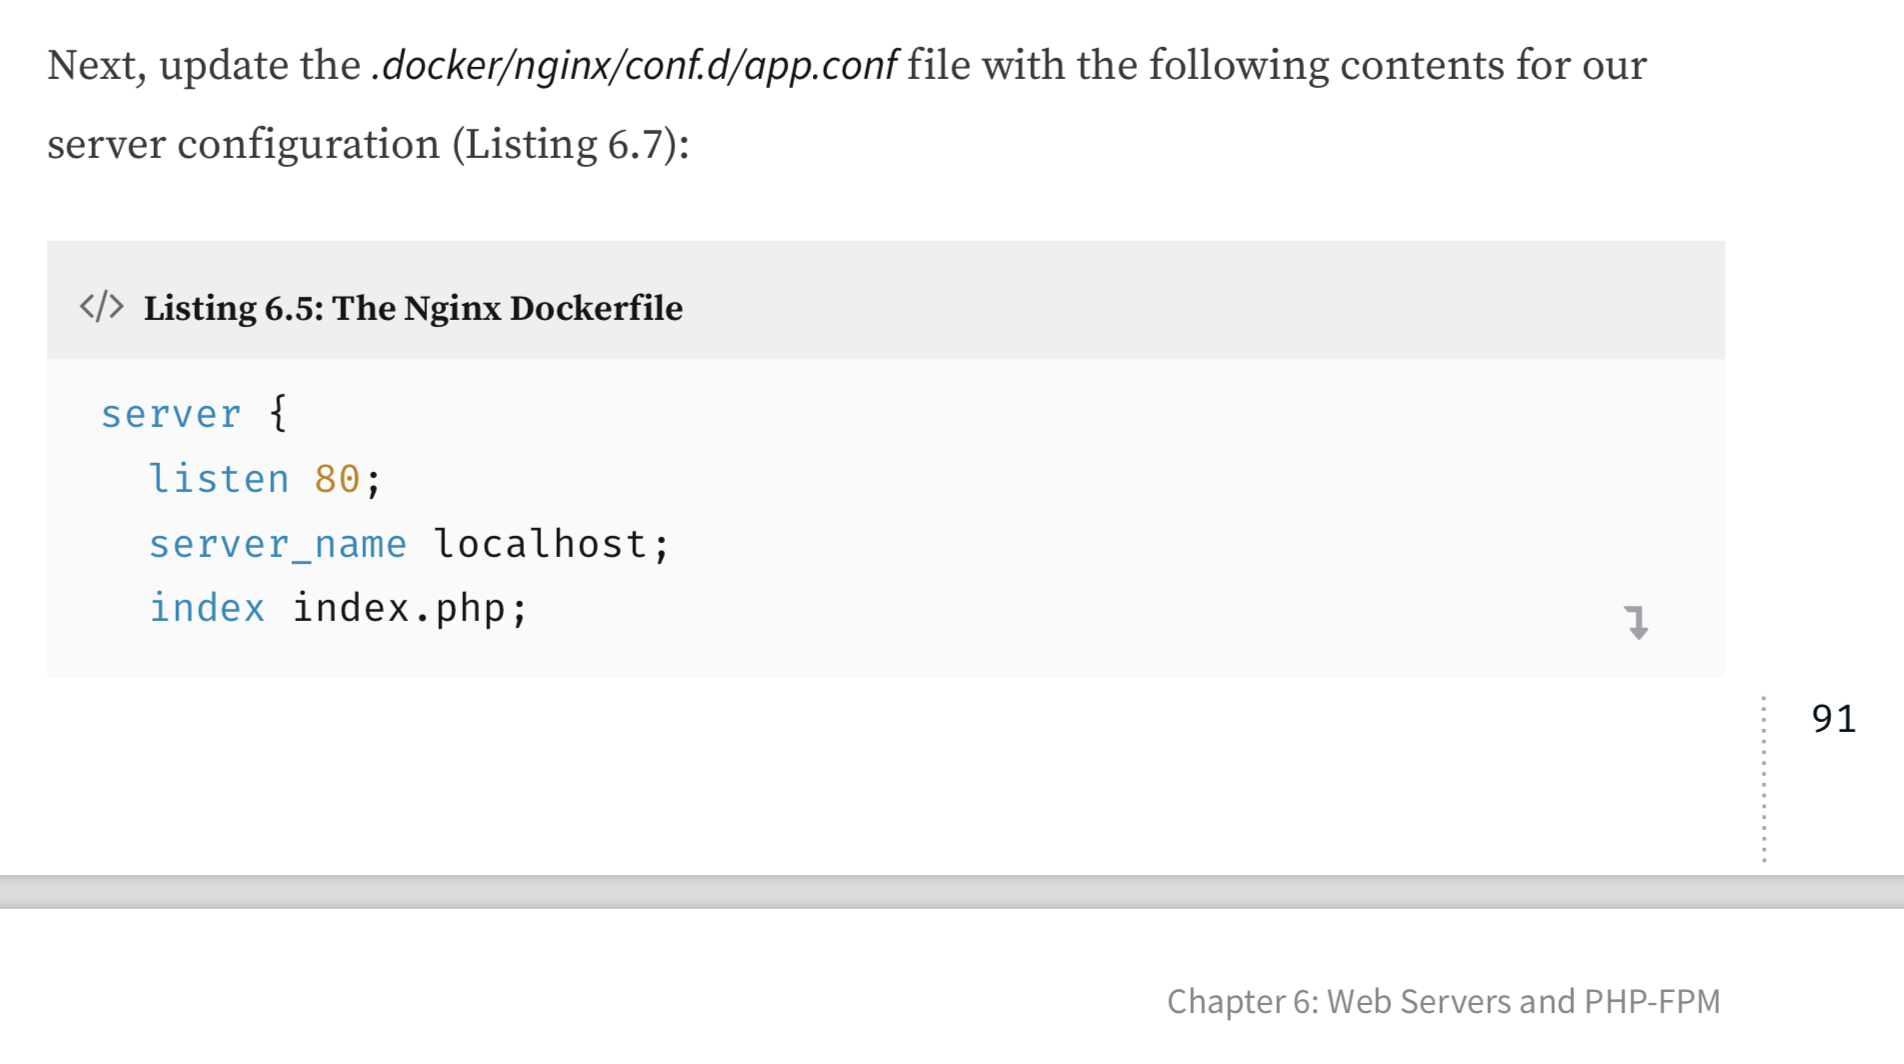 Next, update the .docker/nginx/conf.d/app.conf file with the following contents for our
server configuration (Listing 6.7):
</> Listing 6.5: The Nginx Dockerfile
server {
  listen 80;
  server_name localhost;
  index index.php;
91
Chapter 6: Web Servers and PHP-FPM